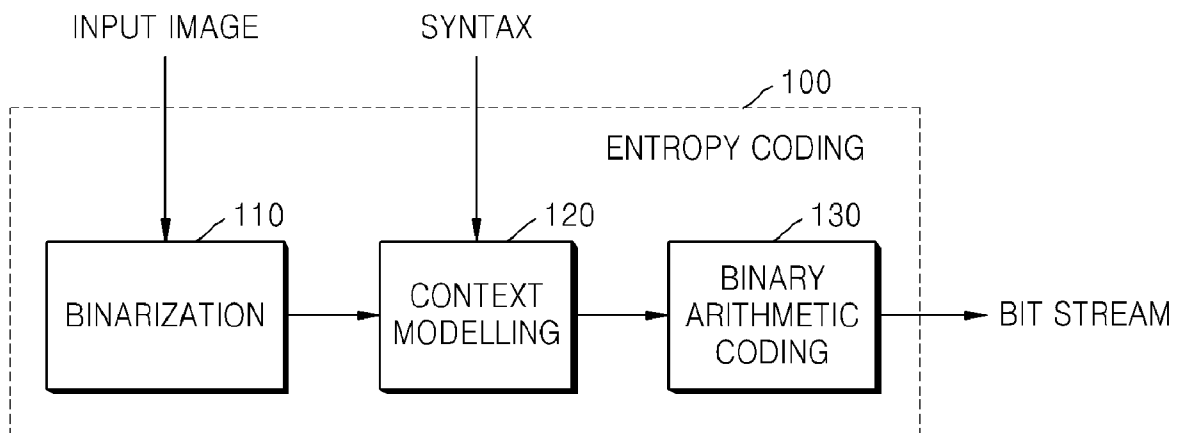 INPUT IMAGE
SYNTAX
100
ENTROPY CODING
110
120
130
BINARIZATION
CONTEXT
MODELLING
BINARY
ARITHMETIC
CODING
BIT STREAM